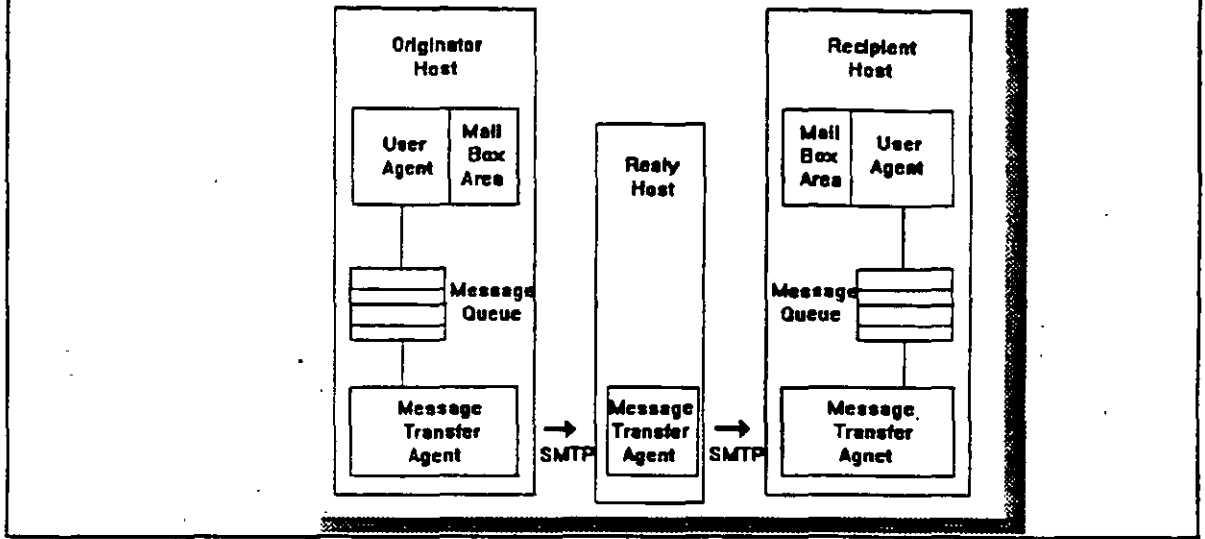 Originator
Host
User
Agent
Mail
Box
Area
Message
Queue
Message
Transfer
Agent
SMTP
Realy
Host
Message
Transfer
Agent
SMTP
Recipient
Host
Mail
Box
Area
User
Agent
Message
Queue
Message
Transfer
Agnet